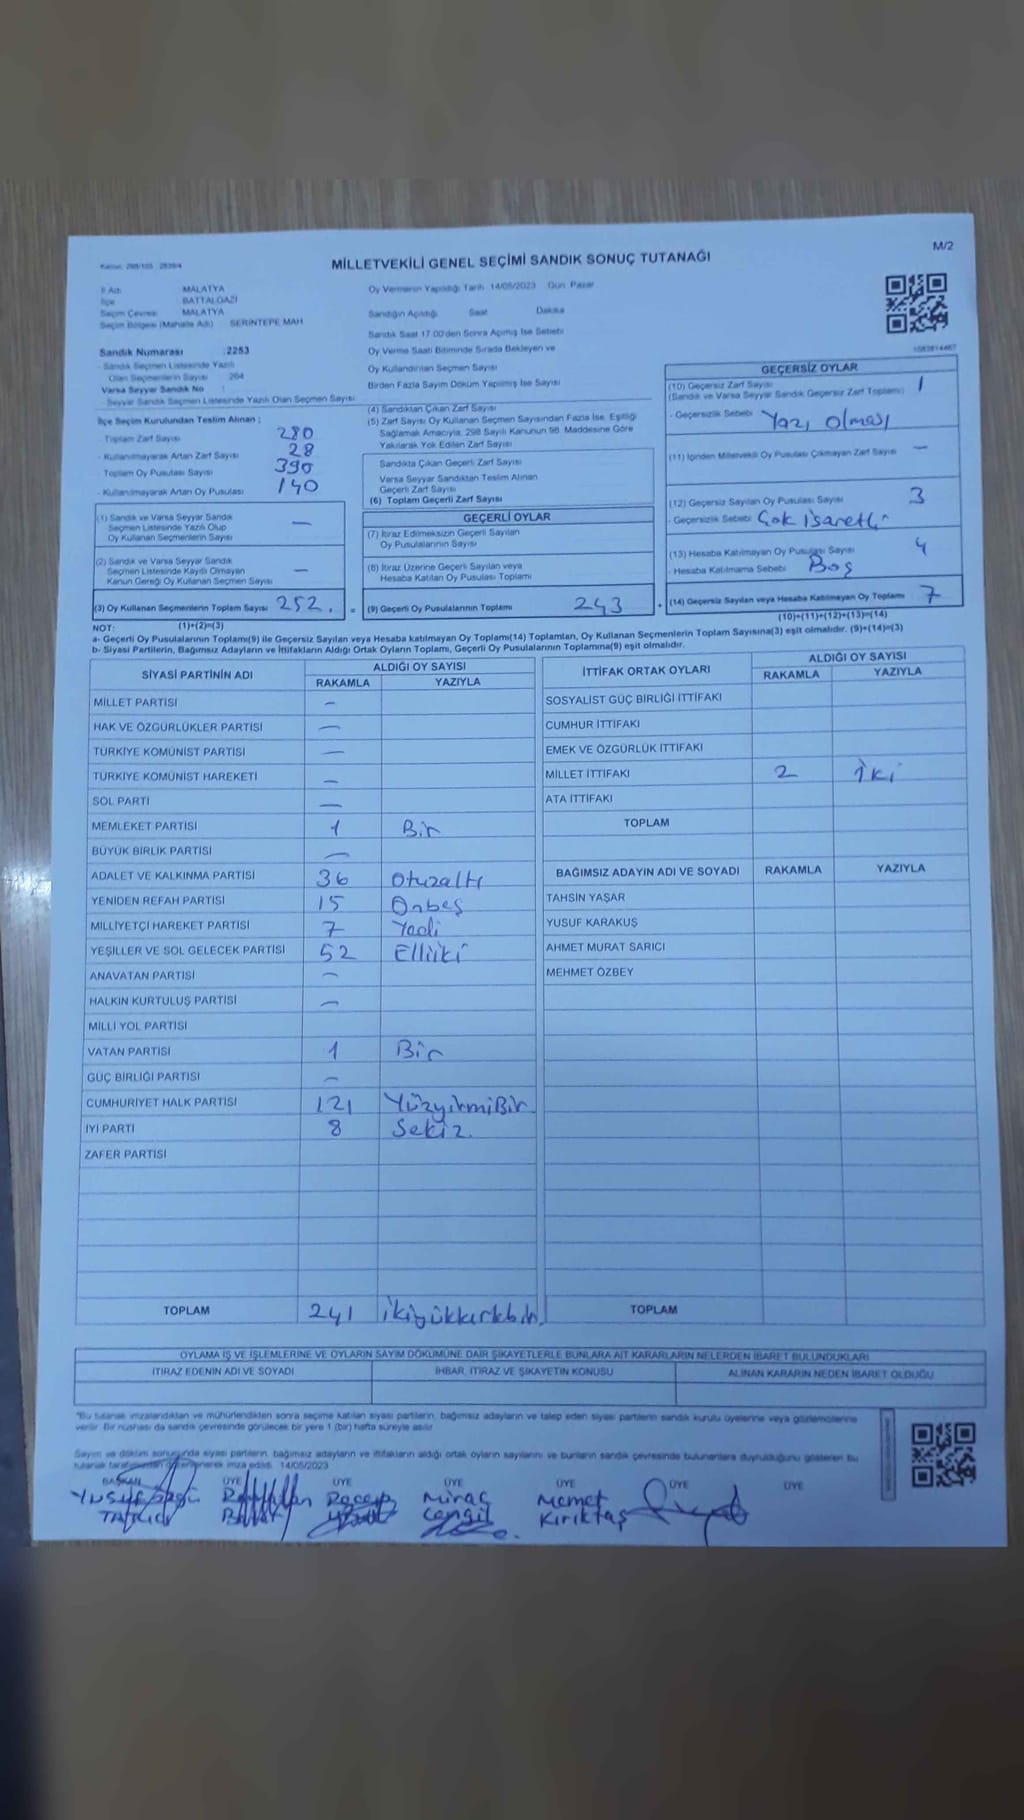 M/2
Kanun: 298/105 2839/4
MİLLETVEKİLİ GENEL SEÇİMİ SANDIK SONUÇ TUTANAĞI
İl Adı MALATYA
İlçe BATTALGAZİ
Seçim Çevresi MALATYA
Seçim Bölgesi (Mahalle Adı) SERİNTEPE MAH
Sandık Numarası :2253
- Sandık Seçmen Listesinde Yazılı
Olan Seçmenlerin Sayısı 264
Varsa Seyyar Sandık No :
- Seyyar Sandık Seçmen Listesinde Yazılı Olan Seçmen Sayısı
İlçe Seçim Kurulundan Teslim Alınan ;
- Toplam Zarf Sayısı 280
- Kullanılmayarak Artan Zarf Sayısı 28
Toplam Oy Pusulası Sayısı 390
- Kullanılmayarak Artan Oy Pusulası 140
(1) Sandık ve Varsa Seyyar Sandık
Seçmen Listesinde Yazılı Olup
Oy Kullanan Seçmenlerin Sayısı —
(2) Sandık ve Varsa Seyyar Sandık
Seçmen Listesinde Kayıtlı Olmayan
Kanun Gereği Oy Kullanan Seçmen Sayısı —
(3) Oy Kullanan Seçmenlerin Toplam Sayısı 252.
(1)+(2)=(3)
Oy Vermenin Yapıldığı Tarih 14/05/2023 Gün Pazar
Sandığın Açıldığı Saat Dakika
Sandık Saat 17.00'den Sonra Açılmış İse Sebebi
Oy Verme Saati Bitiminde Sırada Bekleyen ve
Oy Kullandırılan Seçmen Sayısı
Birden Fazla Sayım Döküm Yapılmış İse Sayısı
(4) Sandıktan Çıkan Zarf Sayısı
(5) Zarf Sayısı Oy Kullanan Seçmen Sayısından Fazla İse, Eşitliği
Sağlamak Amacıyla, 298 Sayılı Kanunun 98. Maddesine Göre
Yakılarak Yok Edilen Zarf Sayısı
Sandıkta Çıkan Geçerli Zarf Sayısı
Varsa Seyyar Sandıktan Teslim Alınan
Geçerli Zarf Sayısı
(6) Toplam Geçerli Zarf Sayısı
GEÇERLİ OYLAR
(7) İtiraz Edilmeksizin Geçerli Sayılan
Oy Pusulalarının Sayısı
(8) İtiraz Üzerine Geçerli Sayılan veya
Hesaba Katılan Oy Pusulası Toplamı
= (9) Geçerli Oy Pusulalarının Toplamı 243 +
GEÇERSİZ OYLAR
(10) Geçersiz Zarf Sayısı
(Sandık ve Varsa Seyyar Sandık Geçersiz Zarf Toplamı) 1
- Geçersizlik Sebebi Yazı olması
(11) İçinden Milletvekili Oy Pusulası Çıkmayan Zarf Sayısı —
(12) Geçersiz Sayılan Oy Pusulası Sayısı 3
- Geçersizlik Sebebi Çok işaretli
(13) Hesaba Katılmayan Oy Pusulası Sayısı 4
- Hesaba Katılmama Sebebi Boş
(14) Geçersiz Sayılan veya Hesaba Katılmayan Oy Toplamı 7
(10)+(11)+(12)+(13)=(14)
NOT:
a- Geçerli Oy Pusulalarının Toplamı(9) ile Geçersiz Sayılan veya Hesaba katılmayan Oy Toplamı(14) Toplamları, Oy Kullanan Seçmenlerin Toplam Sayısına(3) eşit olmalıdır. (9)+(14)=(3)
b- Siyasi Partilerin, Bağımsız Adayların ve İttifakların Aldığı Ortak Oyların Toplamı, Geçerli Oy Pusulalarının Toplamına(9) eşit olmalıdır.
SİYASİ PARTİNİN ADI ALDIĞI OY SAYISI
RAKAMLA YAZIYLA
MİLLET PARTİSİ —
HAK VE ÖZGÜRLÜKLER PARTİSİ —
TÜRKİYE KOMÜNİST PARTİSİ —
TÜRKİYE KOMÜNİST HAREKETİ —
SOL PARTİ —
MEMLEKET PARTİSİ 1 Bir
BÜYÜK BİRLİK PARTİSİ —
ADALET VE KALKINMA PARTİSİ 36 Otuzaltı
YENİDEN REFAH PARTİSİ 15 Onbeş
MİLLİYETÇİ HAREKET PARTİSİ 7 Yedi
YEŞİLLER VE SOL GELECEK PARTİSİ 52 Elliiki
ANAVATAN PARTİSİ —
HALKIN KURTULUŞ PARTİSİ —
MİLLİ YOL PARTİSİ
VATAN PARTİSİ 1 Bir
GÜÇ BİRLİĞİ PARTİSİ —
CUMHURİYET HALK PARTİSİ 121 YüzyirmiBir
İYİ PARTİ 8 Sekiz.
ZAFER PARTİSİ
TOPLAM 241
İTTİFAK ORTAK OYLARI ALDIĞI OY SAYISI
RAKAMLA YAZIYLA
SOSYALİST GÜÇ BİRLİĞİ İTTİFAKI
CUMHUR İTTİFAKI
EMEK VE ÖZGÜRLÜK İTTİFAKI
MİLLET İTTİFAKI 2 İki
ATA İTTİFAKI
TOPLAM
BAĞIMSIZ ADAYIN ADI VE SOYADI RAKAMLA YAZIYLA
TAHSİN YAŞAR
YUSUF KARAKUŞ
AHMET MURAT SARICI
MEHMET ÖZBEY
TOPLAM
OYLAMA İŞ VE İŞLEMLERİNE VE OYLARIN SAYIM DÖKÜMÜNE DAİR ŞİKAYETLERLE BUNLARA AİT KARARLARIN NELERDEN İBARET BULUNDUKLARI
İTİRAZ EDENİN ADI VE SOYADI İHBAR, İTİRAZ VE ŞİKAYETİN KONUSU ALINAN KARARIN NEDEN İBARET OLDUĞU
"Bu tutanak imzalandıktan ve mühürlendikten sonra seçime katılan siyasi partilerin, bağımsız adayların ve talep eden siyasi partilerin sandık kurulu üyelerine veya gözlemcilerine
verilir. Bir nüshası da sandık çevresinde görülecek bir yere 1 (bir) hafta süreyle asılır
Sayım ve döküm sonucunda siyasi partilerin, bağımsız adayların ve ittifakların aldığı ortak oyların sayılarını ve bunların sandık çevresinde bulunanlara duyrulduğunu gösteren bu
tutanak tarafımızdan düzenlenerek imza edildi. 14/05/2023
BAŞKAN ÜYE ÜYE ÜYE ÜYE ÜYE ÜYE
Recep Miraç Memet
Cengil Kırıktaş